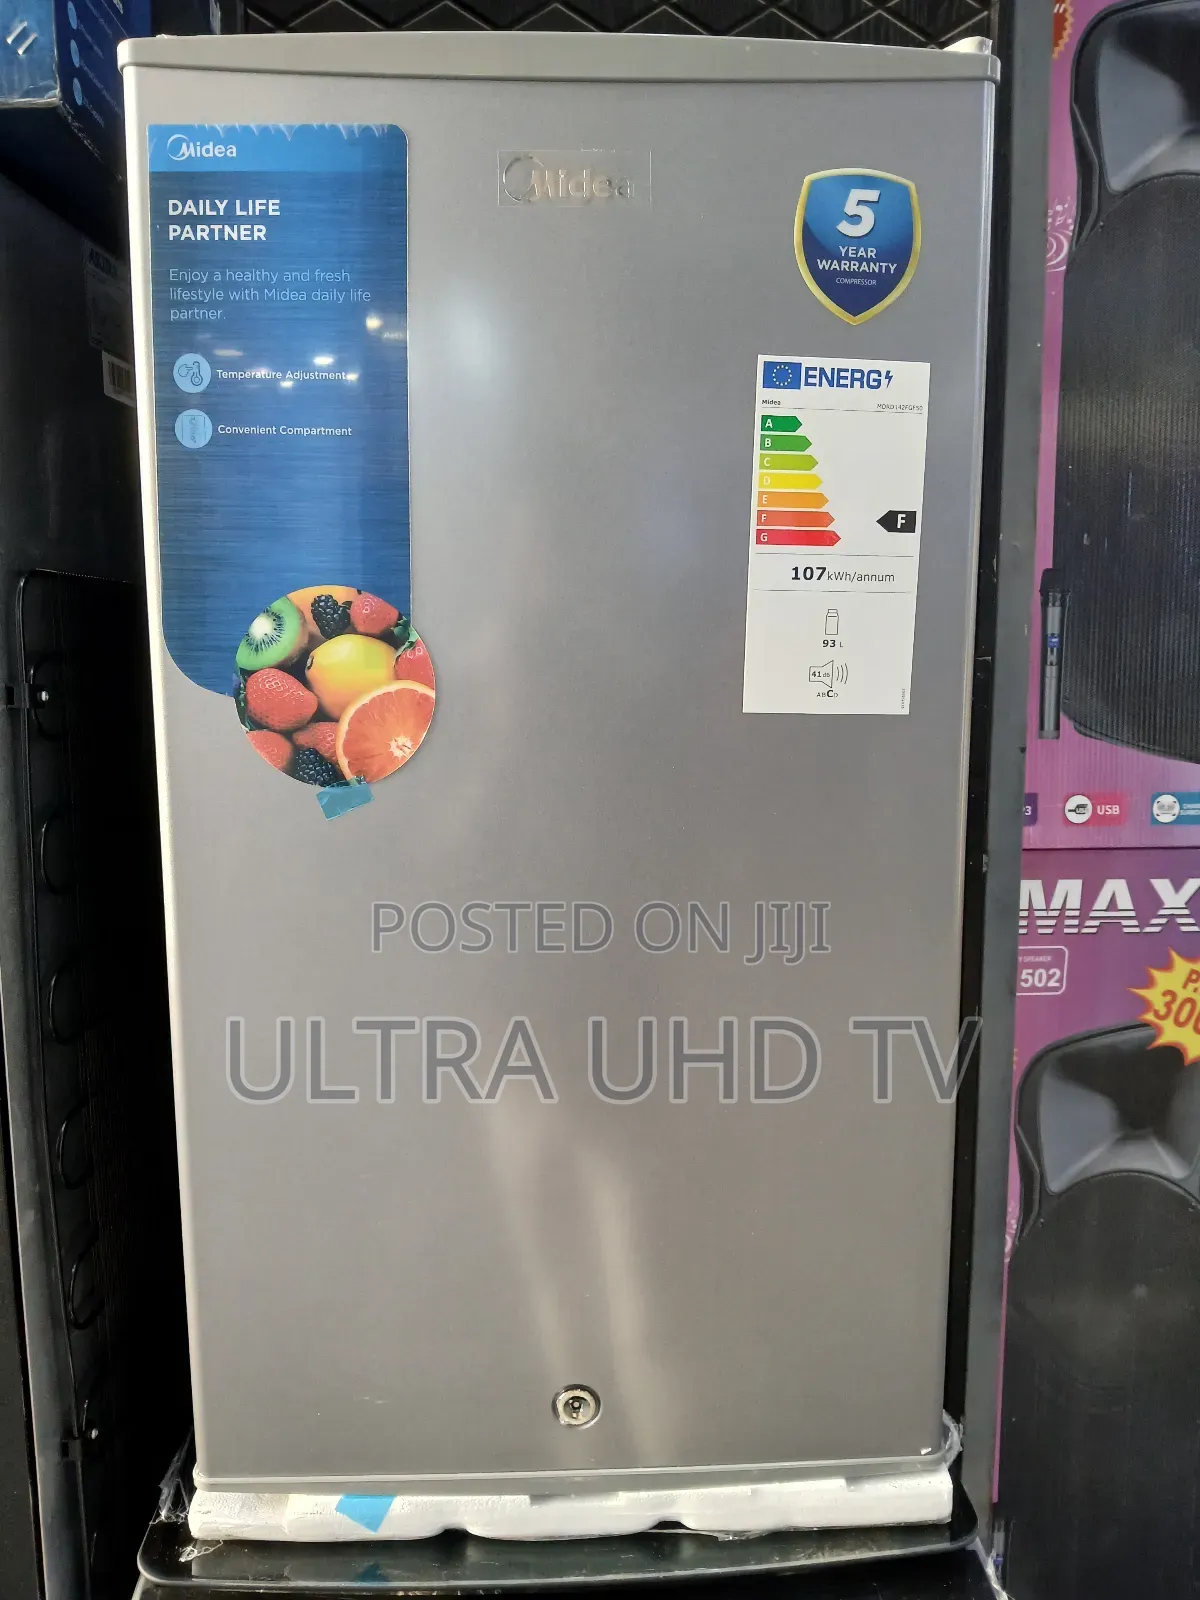 Midea
DAILY LIFE
PARTNER
Enjoy a healthy and fresh
lifestyle with Midea daily life
partner.
Temperature Adjustment
Convenient Compartment
Midea
5
YEAR
WARRANTY
COMPRESSOR
ENERG
Midea
A
B
C
D
E
F
G
F
107 kWh/annum
93 L
41 dB
ABCD
POSTED ON JIJI
ULTRA UHD TV
USB
MAX
SPEAKER
502